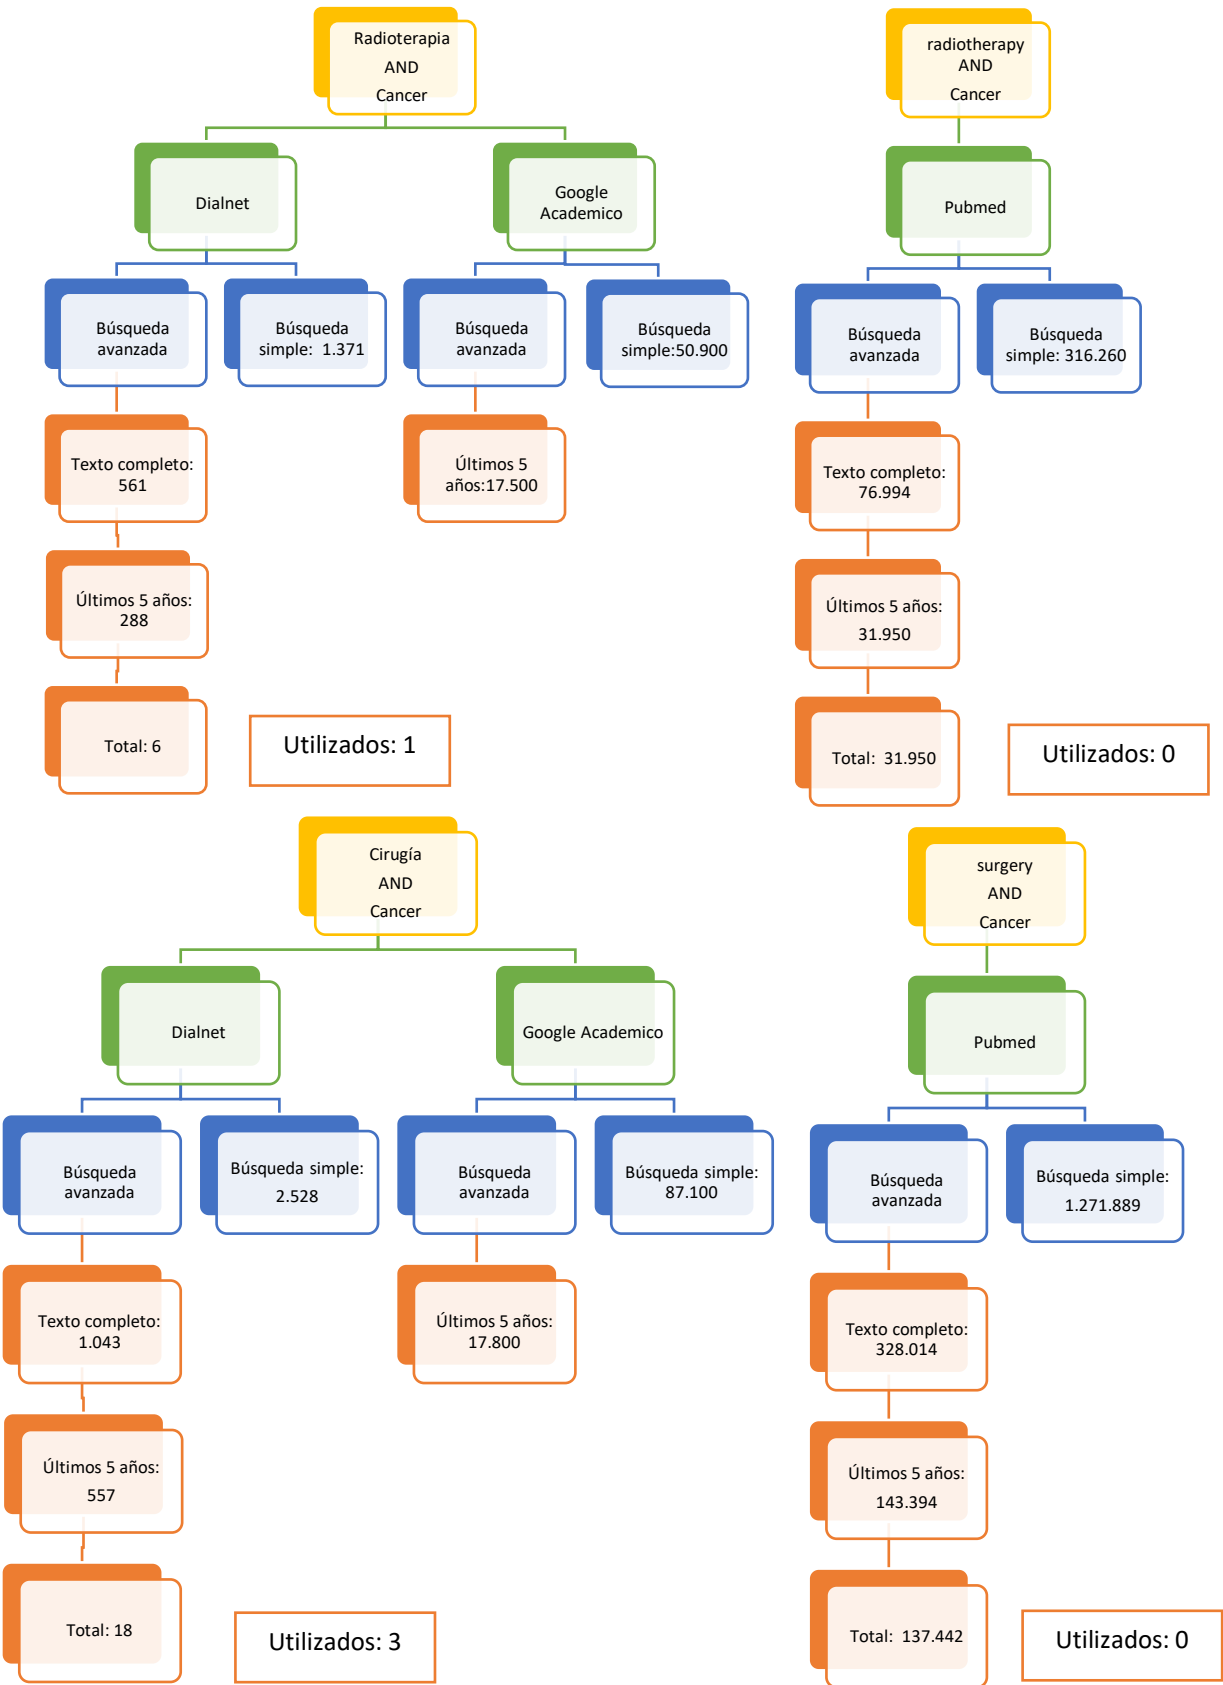 Radioterapia
AND
Cancer
Dialnet
Google
Academico
Búsqueda
avanzada
Búsqueda
simple: 1.371
Búsqueda
avanzada
Búsqueda
simple:50.900
Texto completo:
561
Últimos 5
años:17.500
Últimos 5 años:
288
Total: 6
Utilizados: 1
radiotherapy
AND
Cancer
Pubmed
Búsqueda
avanzada
Búsqueda
simple: 316.260
Texto completo:
76.994
Últimos 5 años:
31.950
Total: 31.950
Utilizados: 0
Cirugía
AND
Cancer
Dialnet
Google Academico
Búsqueda
avanzada
Búsqueda simple:
2.528
Búsqueda
avanzada
Búsqueda simple:
87.100
Texto completo:
1.043
Últimos 5 años:
17.800
Últimos 5 años:
557
Total: 18
Utilizados: 3
surgery
AND
Cancer
Pubmed
Búsqueda
avanzada
Búsqueda simple:
1.271.889
Texto completo:
328.014
Últimos 5 años:
143.394
Total: 137.442
Utilizados: 0